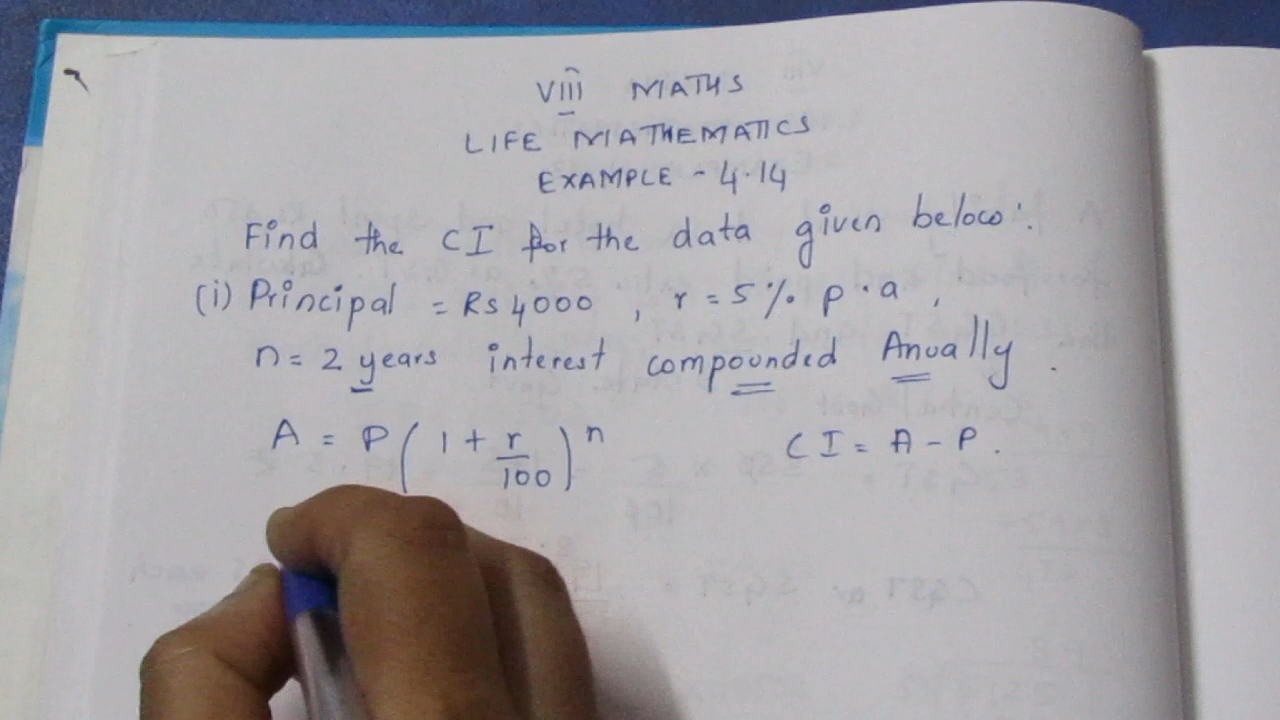 VIII MATHS
LIFE MATHEMATICS
EXAMPLE - 4.14
Find the CI for the data given below:
(i) Principal = Rs 4000, r = 5% p.a,
n = 2 years interest compounded Anually.
A = P(1 + r/100)^n CI = A - P.